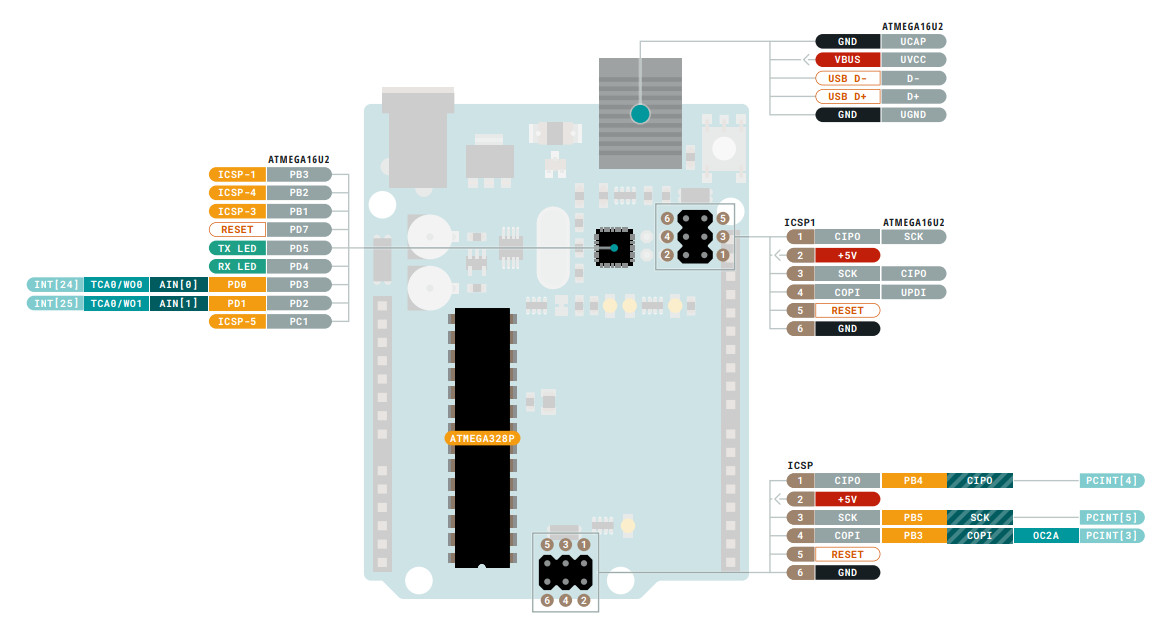 ATMEGA16U2
GND UCAP
VBUS UVCC
USB D- D-
USB D+ D+
GND UGND
ATMEGA16U2
ICSP-1 PB3
ICSP-4 PB2
ICSP-3 PB1
RESET PD7
TX LED PD5
RX LED PD4
INT[24] TCA0/WO0 AIN[0] PD0 PD3
INT[25] TCA0/WO1 AIN[1] PD1 PD2
ICSP-5 PC1
6 5
4 3
2 1
ICSP1 ATMEGA16U2
1 CIPO SCK
2 +5V
3 SCK CIPO
4 COPI UPDI
5 RESET
6 GND
ATMEGA328P
ICSP
1 CIPO PB4 CIPO PCINT[4]
2 +5V
3 SCK PB5 SCK PCINT[5]
4 COPI PB3 COPI OC2A PCINT[3]
5 RESET
6 GND
5 3 1
6 4 2